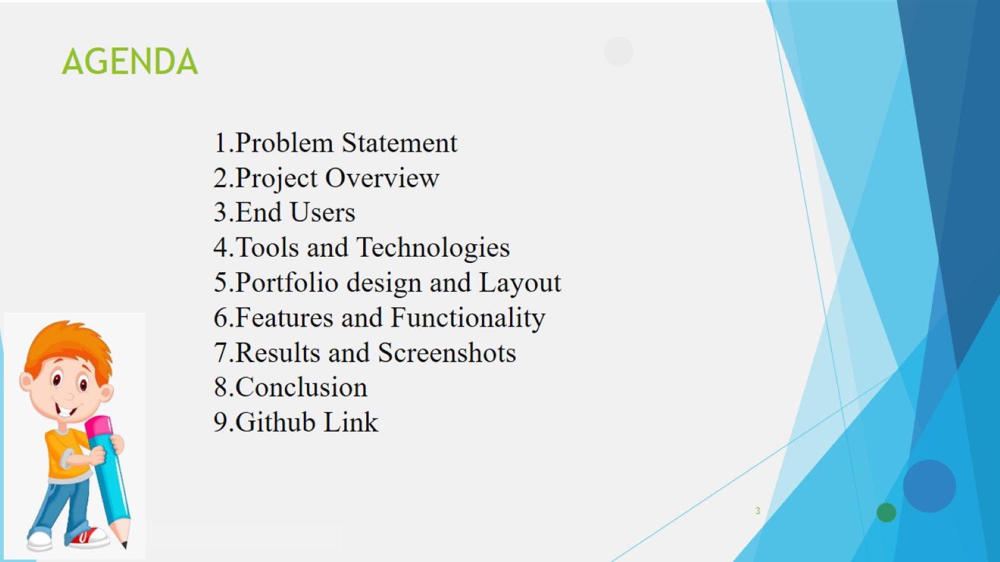 AGENDA
1.Problem Statement
2.Project Overview
3.End Users
4.Tools and Technologies
5.Portfolio design and Layout
6.Features and Functionality
7.Results and Screenshots
8.Conclusion
9.Github Link
3